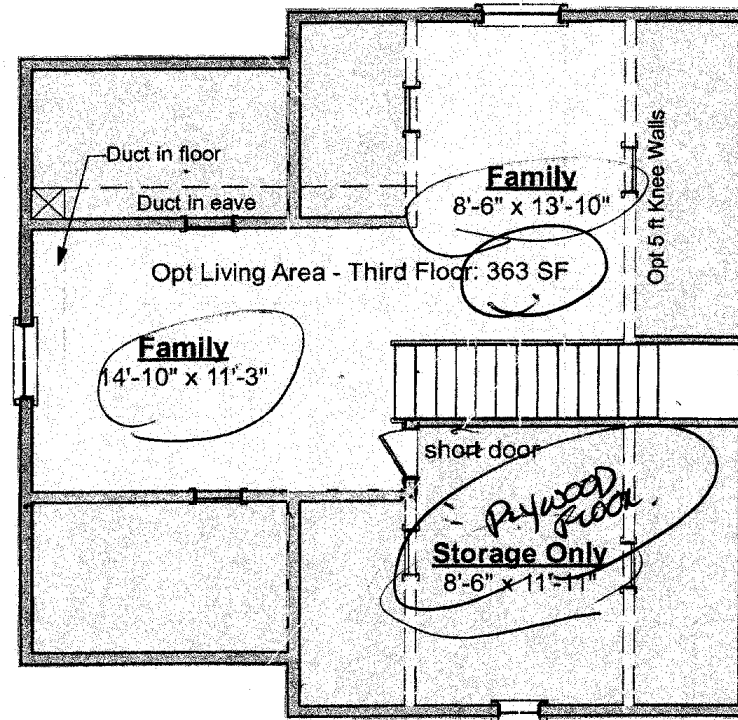 Duct in floor
Duct in eave
Family
8'-6" x 13'-10"
Opt 5 ft Knee Walls
Opt Living Area - Third Floor: 363 SF
Family
14'-10" x 11'-3"
short door
PLYWOOD
FLOOR.
Storage Only
8'-6" x 11'-11"